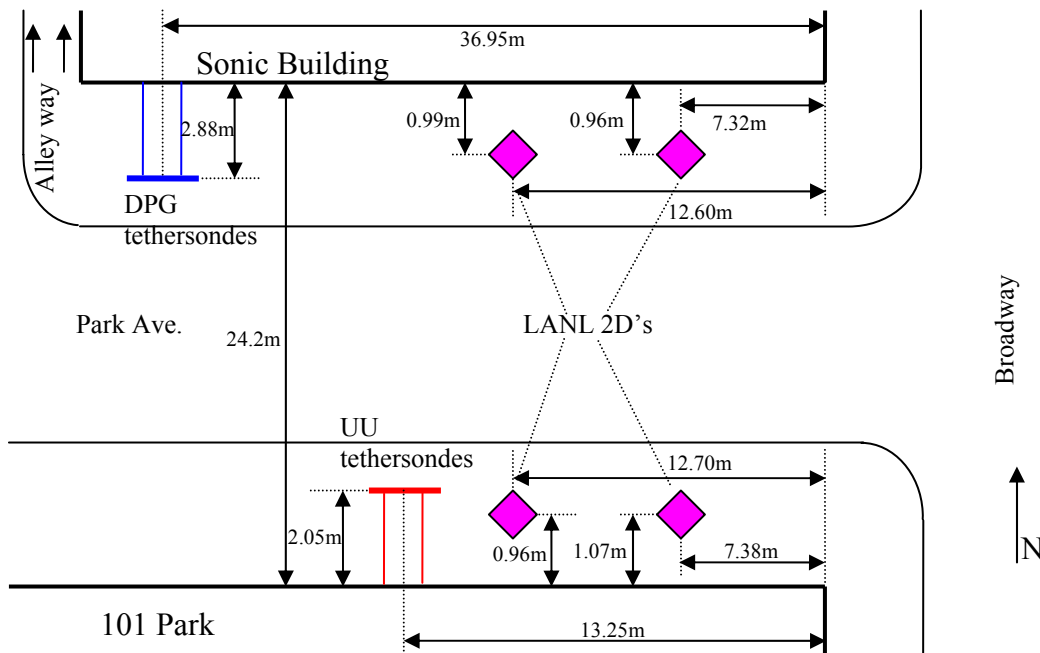 36.95m
Sonic Building
Alley way
2.88m
0.99m
0.96m
7.32m
12.60m
DPG
tethersondes
Park Ave.
24.2m
LANL 2D's
Broadway
UU
tethersondes
12.70m
2.05m
0.96m
1.07m
7.38m
N
101 Park
13.25m